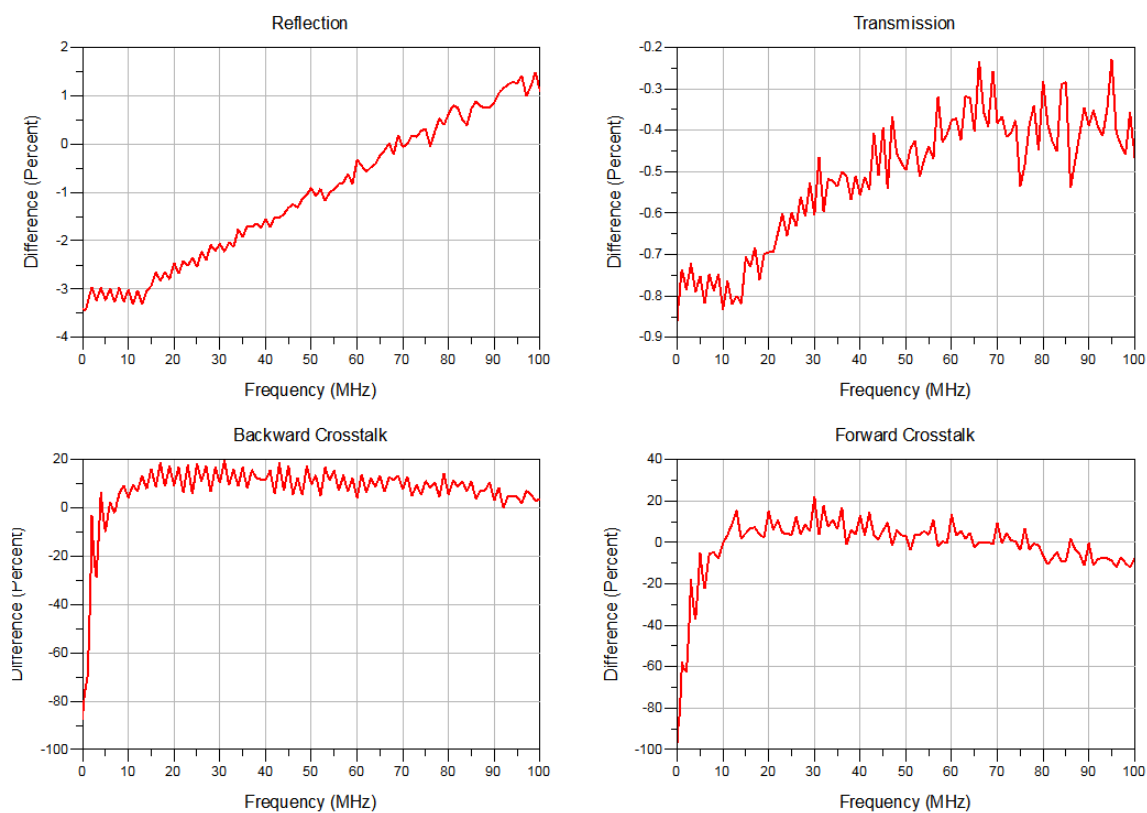 Reflection
Difference (Percent)
2
1
0
-1
-2
-3
-4
0 10 20 30 40 50 60 70 80 90 100
Frequency (MHz)
Transmission
Difference (Percent)
-0.2
-0.3
-0.4
-0.5
-0.6
-0.7
-0.8
-0.9
0 10 20 30 40 50 60 70 80 90 100
Frequency (MHz)
Backward Crosstalk
Difference (Percent)
20
0
-20
-40
-60
-80
-100
0 10 20 30 40 50 60 70 80 90 100
Frequency (MHz)
Forward Crosstalk
Difference (Percent)
40
20
0
-20
-40
-60
-80
-100
0 10 20 30 40 50 60 70 80 90 100
Frequency (MHz)